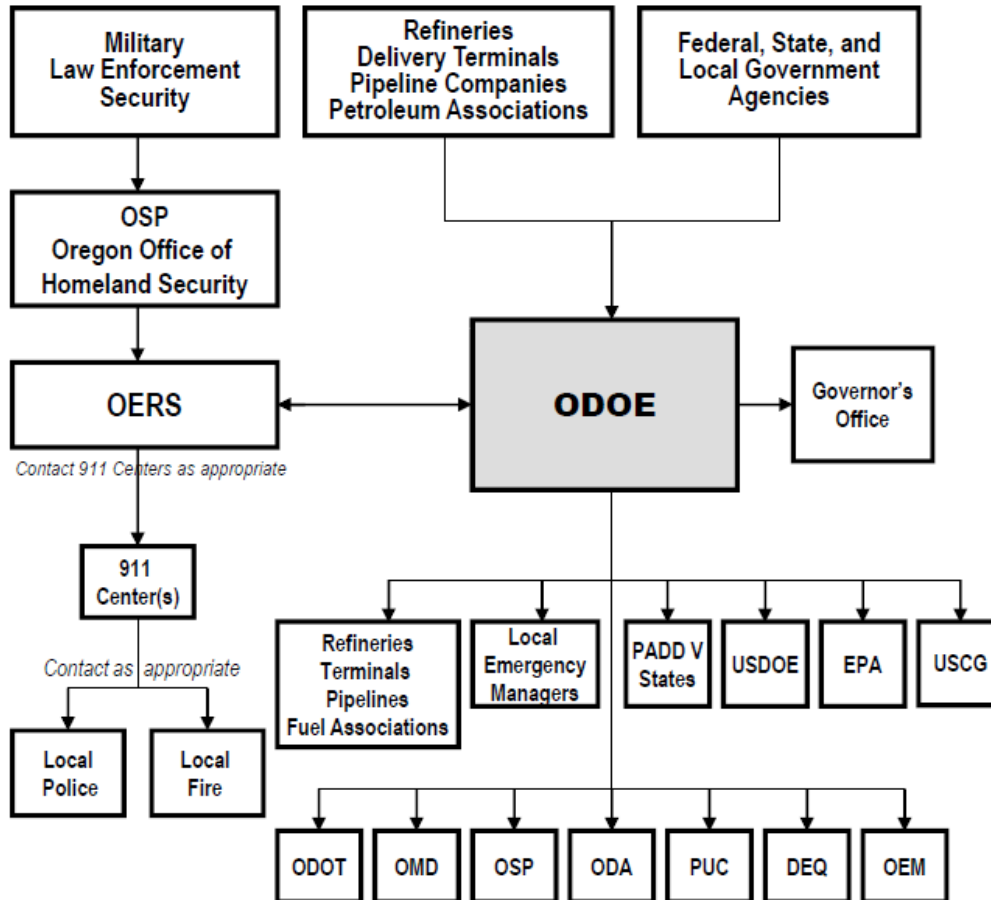 Military
Law Enforcement
Security
Refineries
Delivery Terminals
Pipeline Companies
Petroleum Associations
Federal, State, and
Local Government
Agencies
OSP
Oregon Office of
Homeland Security
OERS
ODOE
Governor's
Office
Contact 911 Centers as appropriate
911
Center(s)
Contact as appropriate
Local
Police
Local
Fire
Refineries
Terminals
Pipelines
Fuel Associations
Local
Emergency
Managers
PADD V
States
USDOE
EPA
USCG
ODOT
OMD
OSP
ODA
PUC
DEQ
OEM